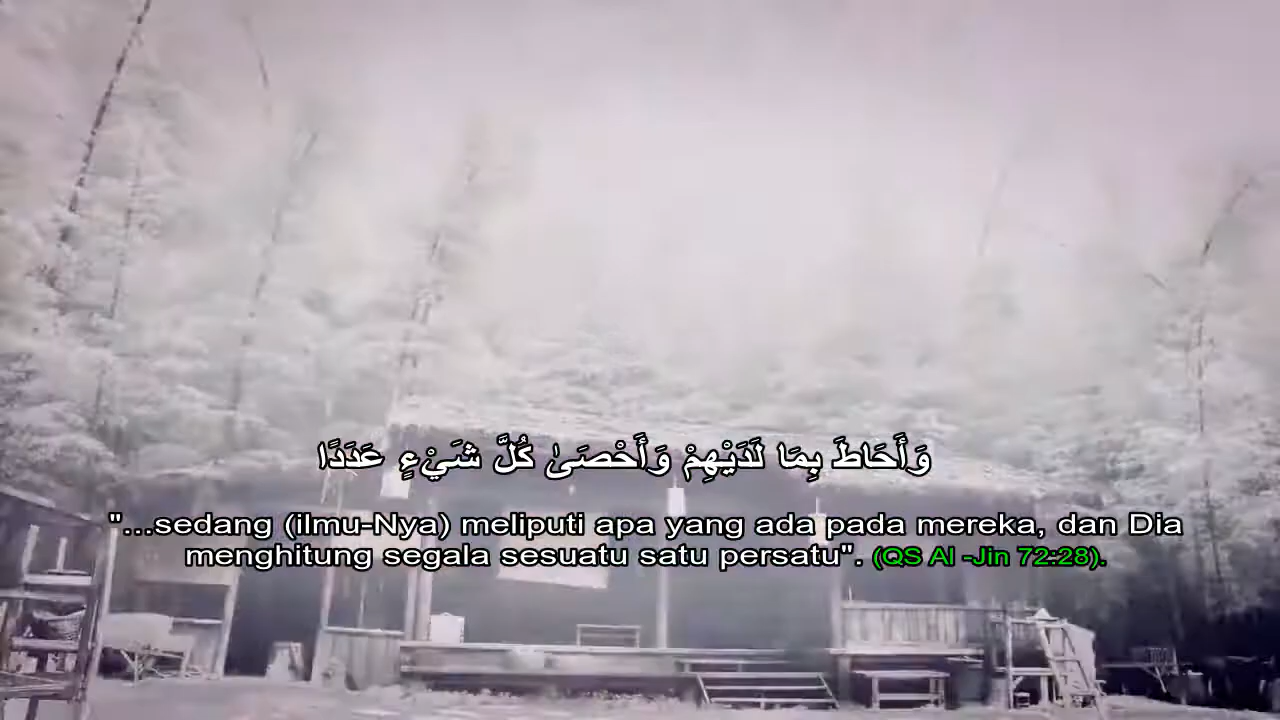 وَأَحَاطَ بِمَا لَدَيْهِمْ وَأَحْصَىٰ كُلَّ شَيْءٍ عَدَدًا
"...sedang (ilmu-Nya) meliputi apa yang ada pada mereka, dan Dia
menghitung segala sesuatu satu persatu". (QS Al -Jin 72:28).